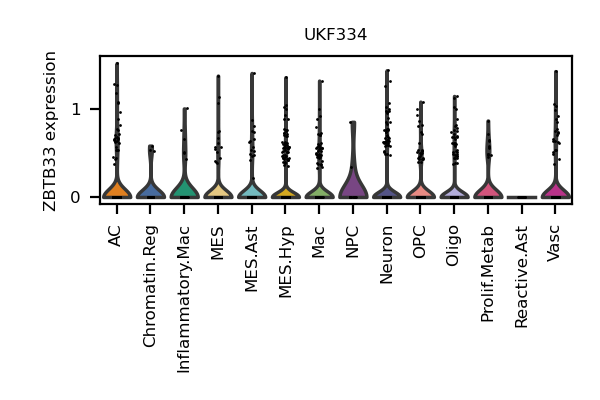 UKF334
ZBTB33 expression
1
0
AC
Chromatin.Reg
Inflammatory.Mac
MES
MES.Ast
MES.Hyp
Mac
NPC
Neuron
OPC
Oligo
Prolif.Metab
Reactive.Ast
Vasc